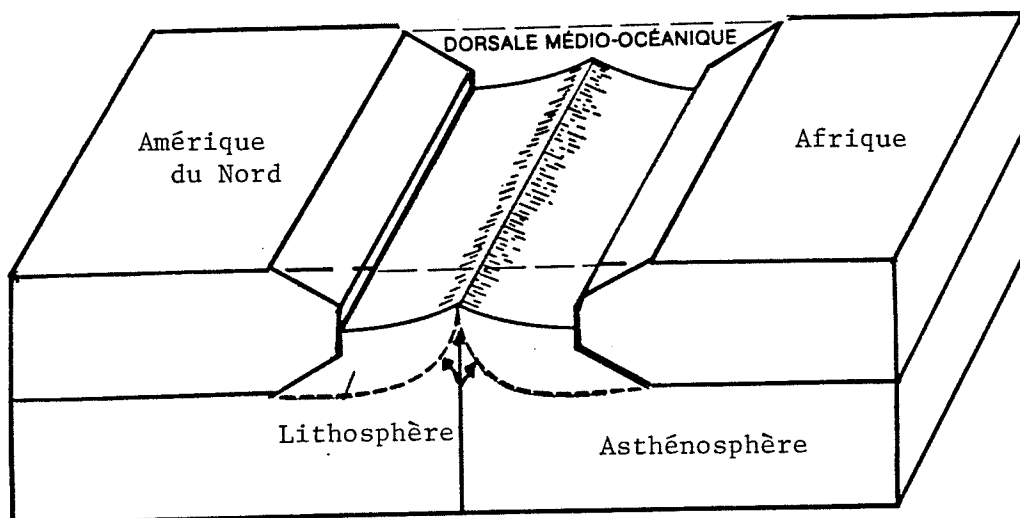 DORSALE MÉDIO-OCÉANIQUE
Amérique
du Nord
Afrique
Lithosphère
Asthénosphère